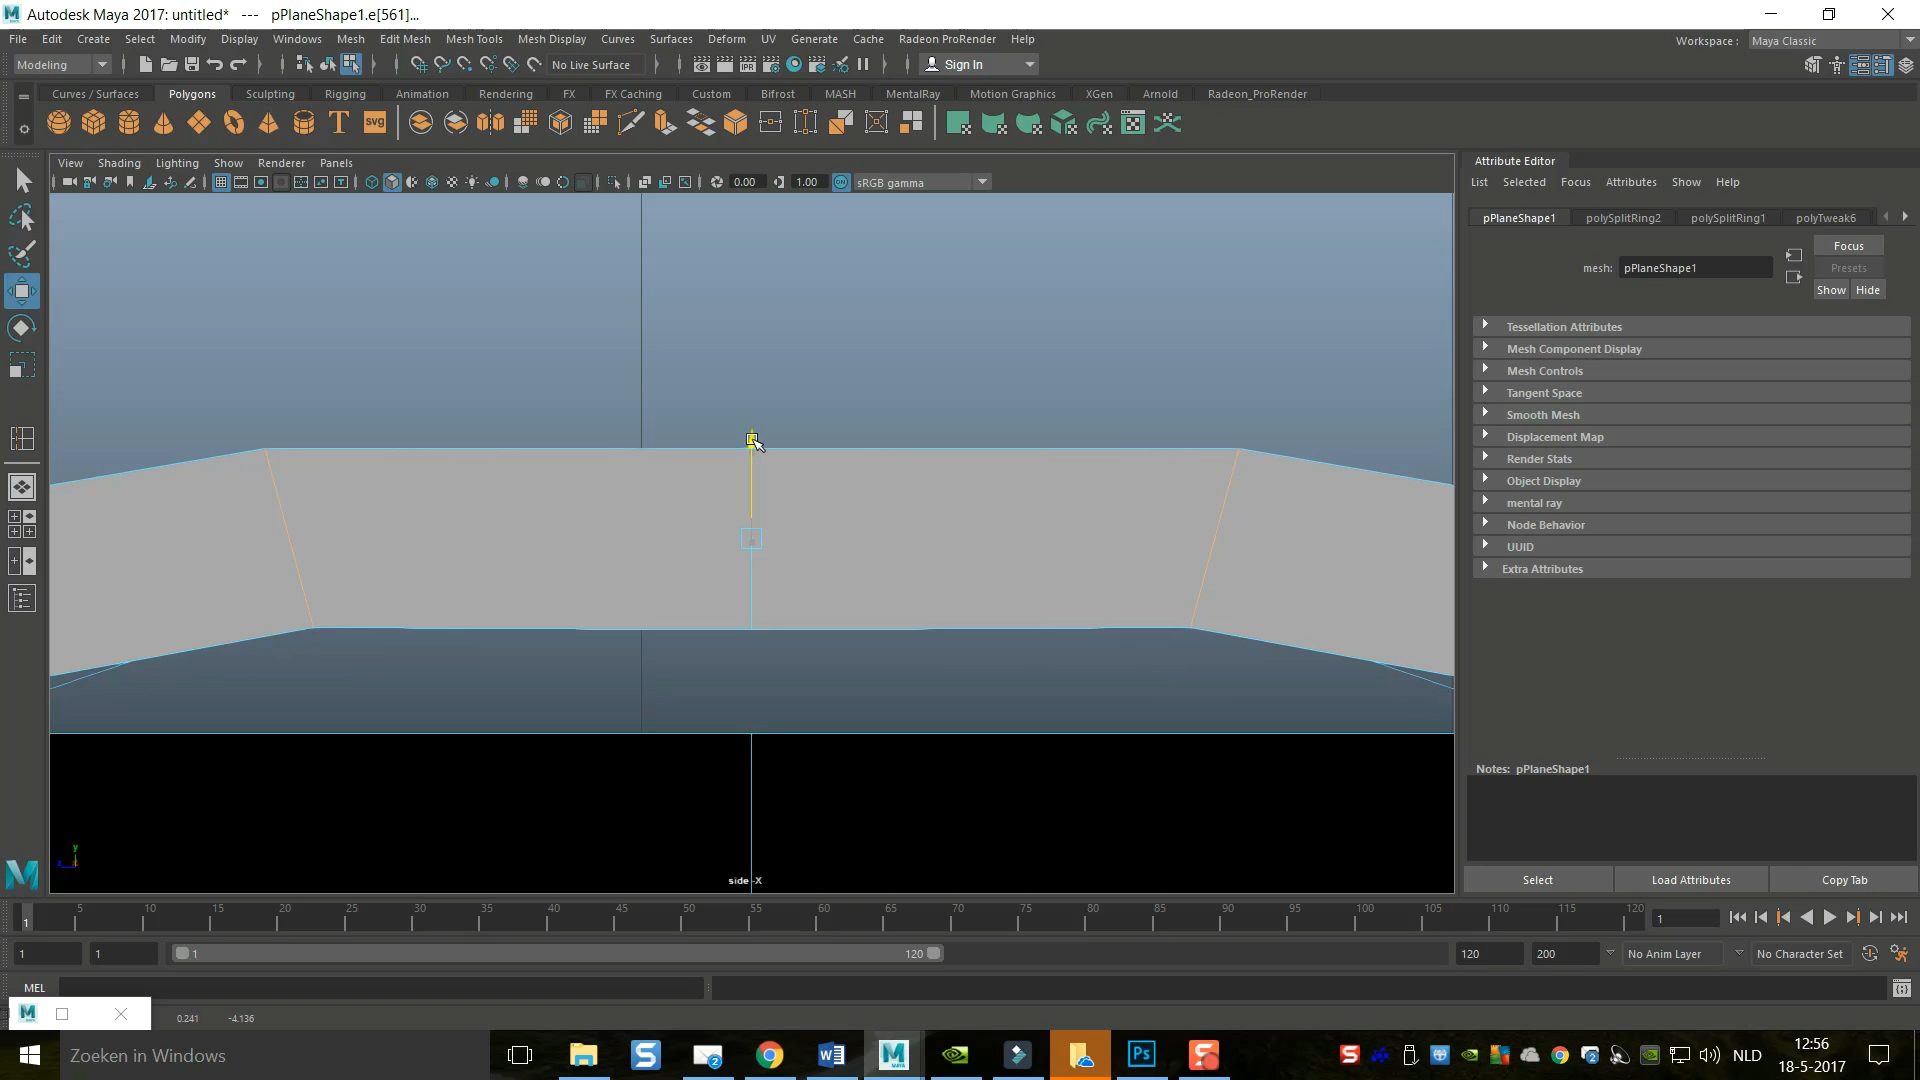 Autodesk Maya 2017: untitled* --- pPlaneShape1.e[561]...
File Edit Create Select Modify Display Windows Mesh Edit Mesh Mesh Tools Mesh Display Curves Surfaces Deform UV Generate Cache Radeon ProRender Help
Workspace : Maya Classic
Modeling No Live Surface IPR Sign In
Curves / Surfaces Polygons Sculpting Rigging Animation Rendering FX FX Caching Custom Bifrost MASH MentalRay Motion Graphics XGen Arnold Radeon_ProRender
T SVG
View Shading Lighting Show Renderer Panels
0.00 1.00 ON sRGB gamma
Attribute Editor
List Selected Focus Attributes Show Help
pPlaneShape1 polySplitRing2 polySplitRing1 polyTweak6
Focus
mesh: pPlaneShape1 Presets
Show Hide
Tessellation Attributes
Mesh Component Display
Mesh Controls
Tangent Space
Smooth Mesh
Displacement Map
Render Stats
Object Display
mental ray
Node Behavior
UUID
Extra Attributes
Notes: pPlaneShape1
Select Load Attributes Copy Tab
y
z
side -X
1 5 10 15 20 25 30 35 40 45 50 55 60 65 70 75 80 85 90 95 100 105 110 115 120 1
1 1 1 120 120 200 No Anim Layer No Character Set
MEL
0.241 -4.136
Zoeken in Windows
NLD
12:56
18-5-2017